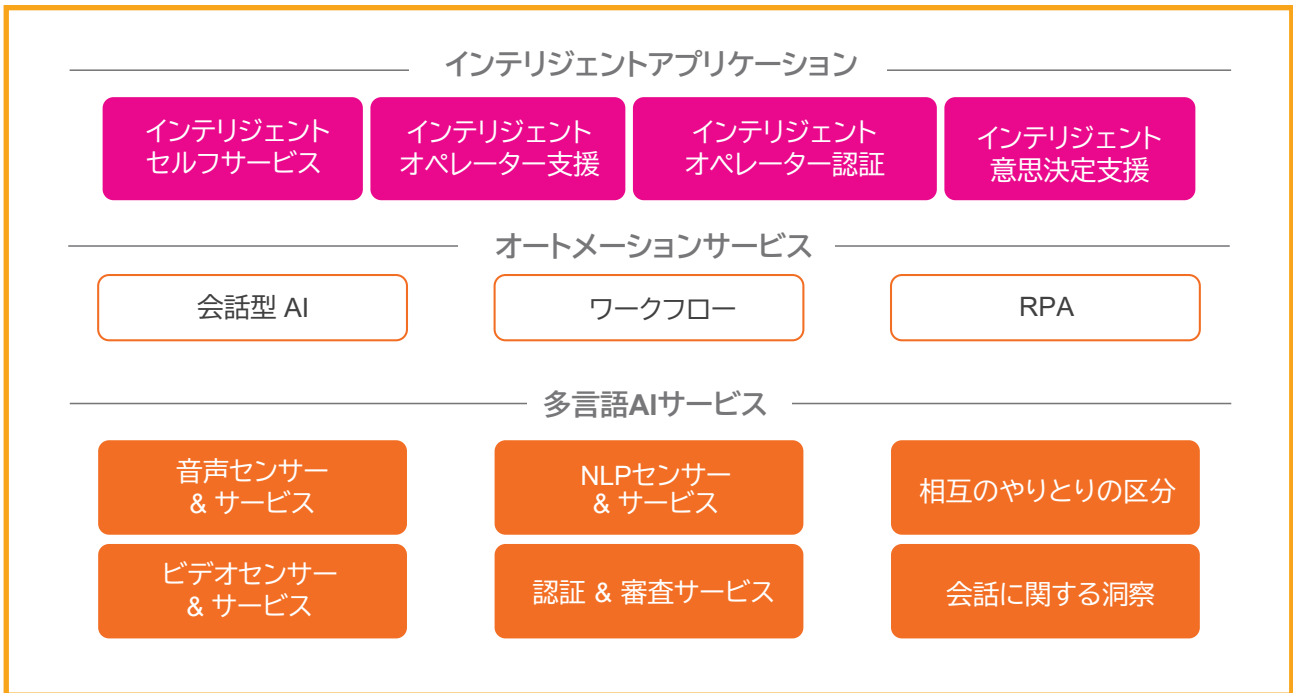 インテリジェントアプリケーション
インテリジェント
セルフサービス
インテリジェント
オペレーター支援
インテリジェント
オペレーター認証
インテリジェント
意思決定支援
オートメーションサービス
会話型 AI
ワークフロー
RPA
多言語AIサービス
音声センサー
& サービス
NLPセンサー
& サービス
相互のやりとりの区分
ビデオセンサー
& サービス
認証 & 審査サービス
会話に関する洞察